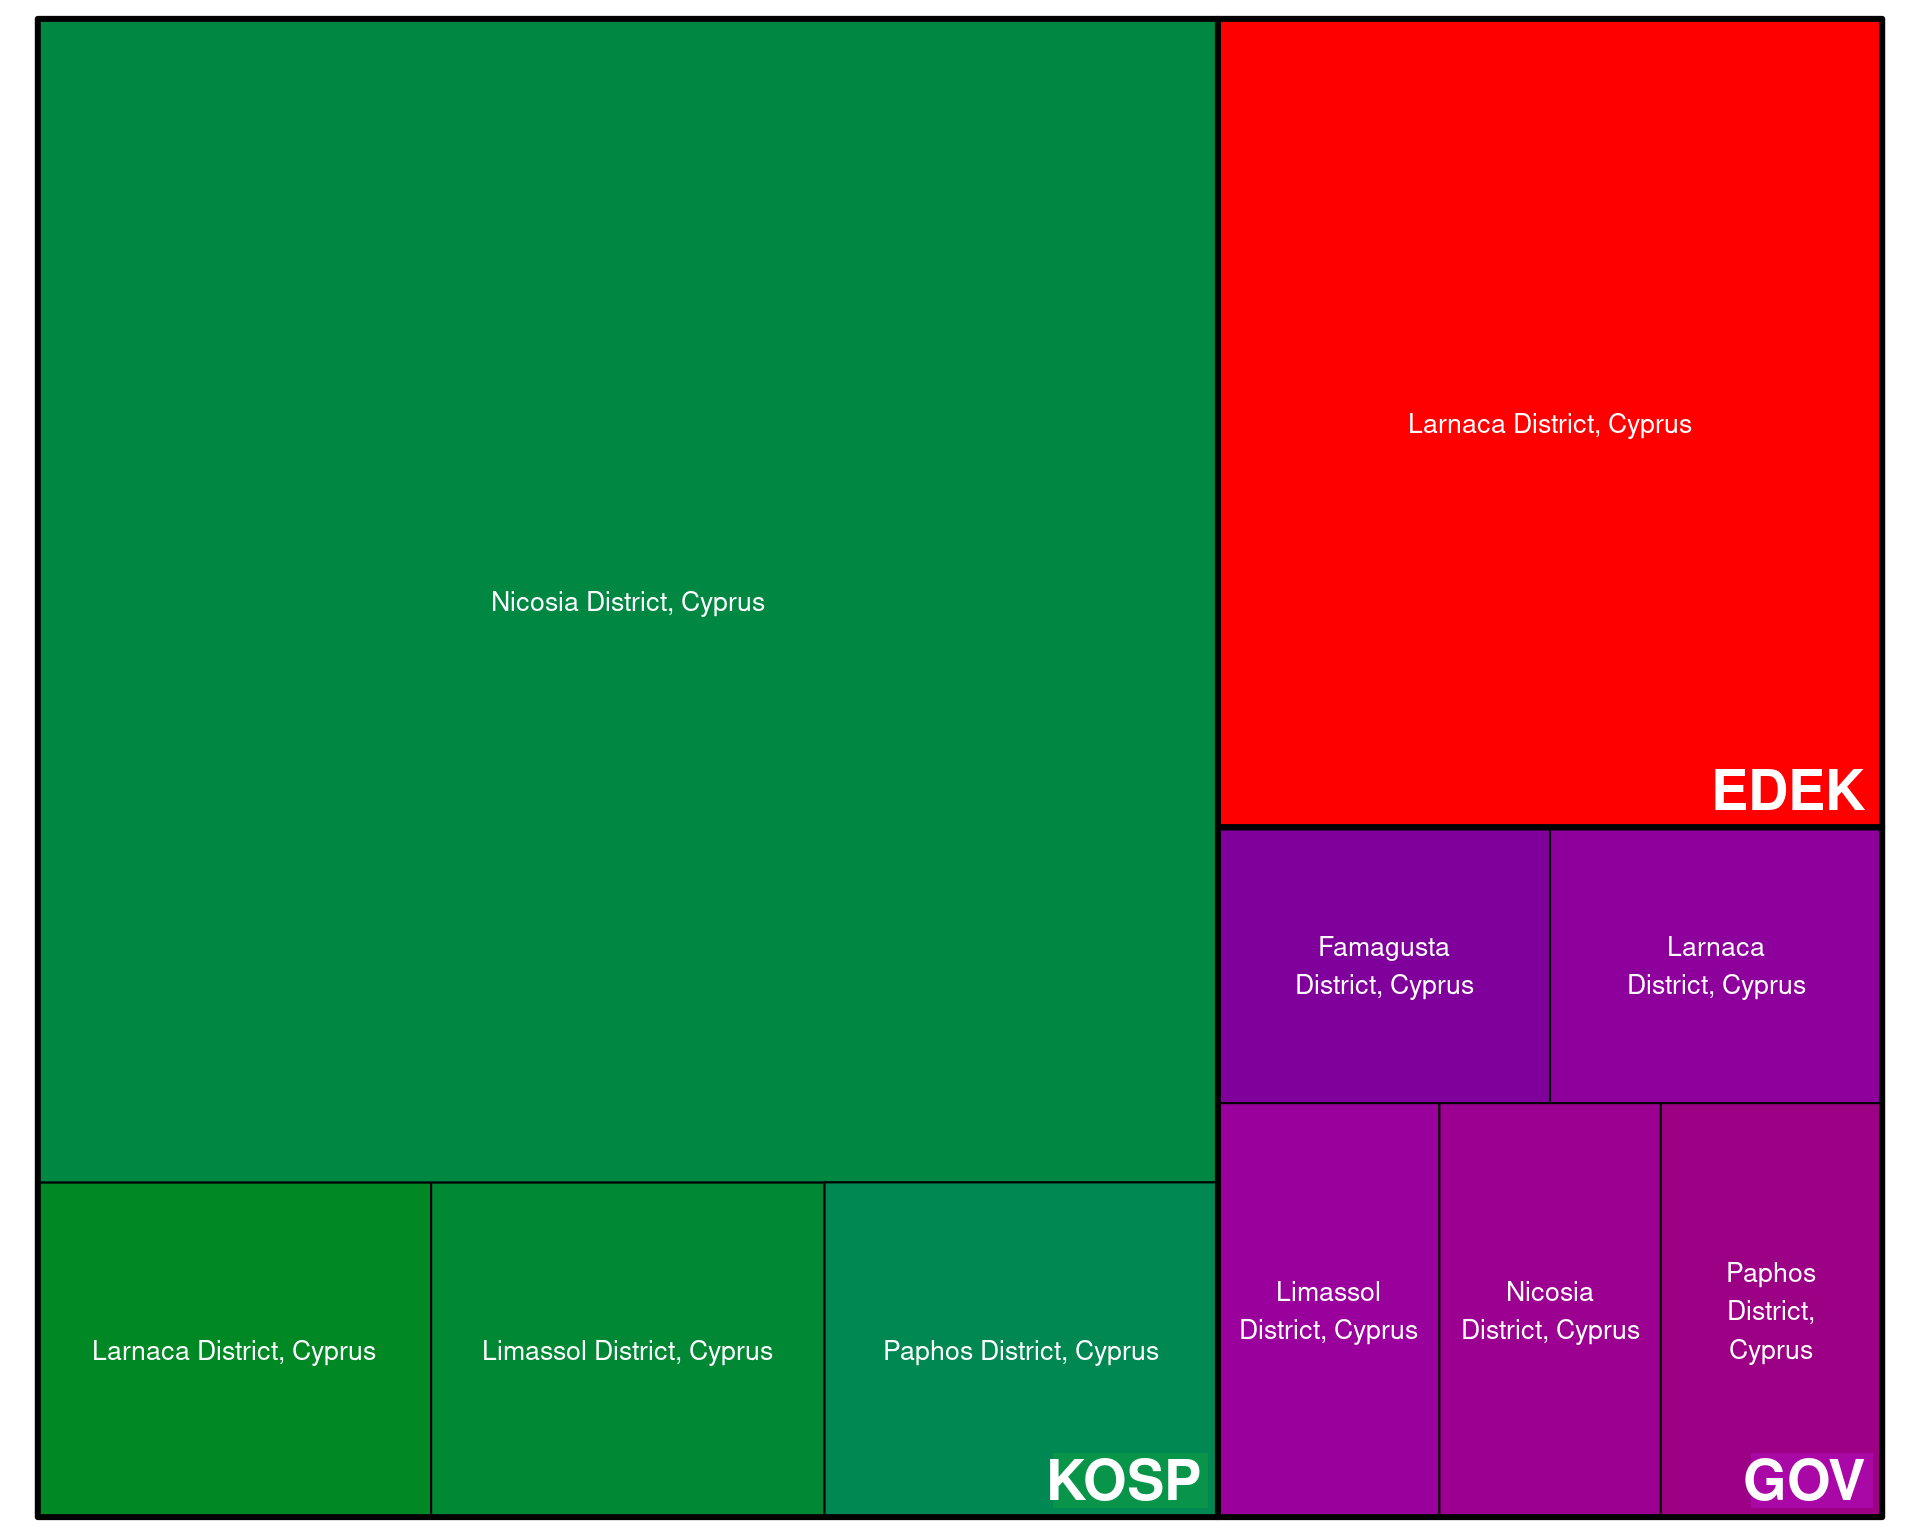 Nicosia District, Cyprus
Larnaca District, Cyprus
Limassol District, Cyprus
Paphos District, Cyprus
KOSP
Larnaca District, Cyprus
EDEK
Famagusta
District, Cyprus
Larnaca
District, Cyprus
Limassol
District, Cyprus
Nicosia
District, Cyprus
Paphos
District,
Cyprus
GOV